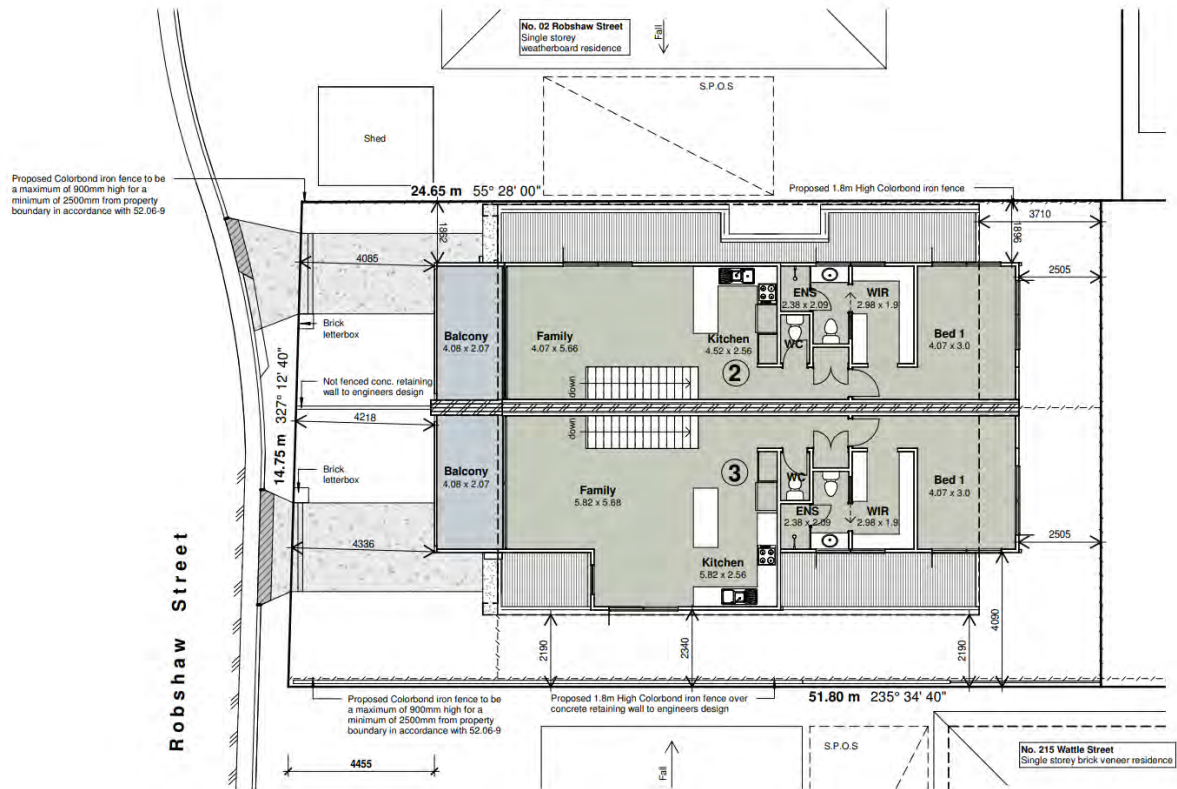 No. 02 Robshaw Street
Single storey
weatherboard residence
Fall
S.P.O.S
Shed
Proposed Colorbond iron fence to be
a maximum of 900mm high for a
minimum of 2500mm from property
boundary in accordance with 52.06-9
24.65 m 55° 28' 00"
Proposed 1.8m High Colorbond iron fence
1852
3710
1896
4085
2505
Brick
letterbox
Balcony
4.08 x 2.07
Family
4.07 x 5.66
Kitchen
4.52 x 2.56
ENS
2.38 x 2.09
WIR
2.98 x 1.9
WC
Bed 1
4.07 x 3.0
2
down
Not fenced conc. retaining
wall to engineers design
14.75 m 327° 12' 40"
4218
down
Brick
letterbox
Balcony
4.08 x 2.07
Family
5.82 x 5.68
3
WC
ENS
2.38 x 2.09
WIR
2.98 x 1.9
Bed 1
4.07 x 3.0
Kitchen
5.82 x 2.56
4336
2505
2190
2340
2190
4090
Robshaw Street
Proposed Colorbond iron fence to be
a maximum of 900mm high for a
minimum of 2500mm from property
boundary in accordance with 52.06-9
Proposed 1.8m High Colorbond iron fence over
concrete retaining wall to engineers design
51.80 m 235° 34' 40"
4455
Fall
S.P.O.S
No. 215 Wattle Street
Single storey brick veneer residence